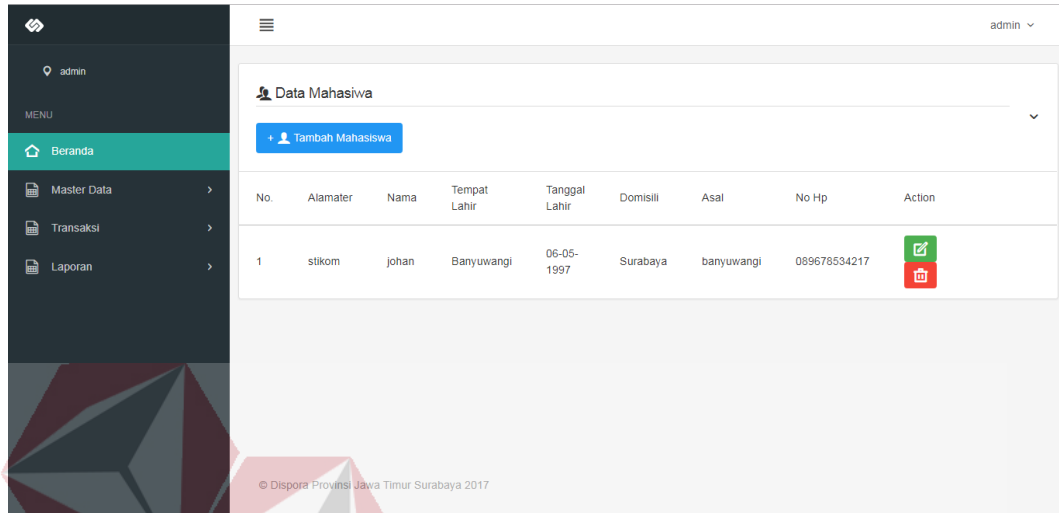 admin
admin
MENU
Beranda
Master Data
Transaksi
Laporan
Data Mahasiwa
+ Tambah Mahasiswa
No. Alamater Nama Tempat Lahir Tanggal Lahir Domisili Asal No Hp Action
1 stikom johan Banyuwangi 06-05-1997 Surabaya banyuwangi 089678534217
© Dispora Provinsi Jawa Timur Surabaya 2017